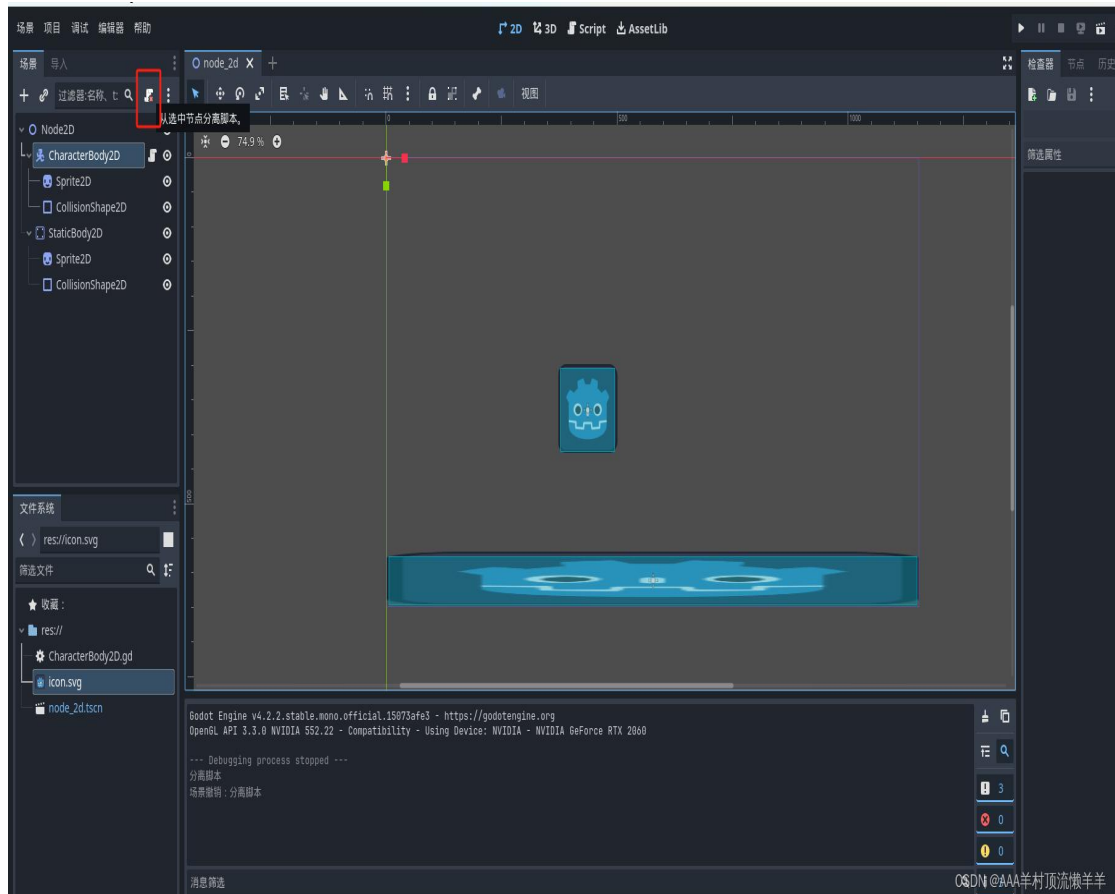 场景 项目 调试 编辑器 帮助
2D 3D Script AssetLib
场景 导入
node_2d
检查器 节点 历史
过滤器:名称、t:
视图
从选中节点分离脚本。
Node2D
CharacterBody2D
Sprite2D
CollisionShape2D
StaticBody2D
Sprite2D
CollisionShape2D
0 500 1000
74.9 %
0
500
筛选属性
文件系统
res://icon.svg
筛选文件
收藏：
res://
CharacterBody2D.gd
icon.svg
node_2d.tscn
Godot Engine v4.2.2.stable.mono.official.15073afe3 - https://godotengine.org
OpenGL API 3.3.0 NVIDIA 552.22 - Compatibility - Using Device: NVIDIA - NVIDIA GeForce RTX 2060
--- Debugging process stopped ---
分离脚本
场景撤销：分离脚本
3
0
0
消息筛选
CSDN @AAA羊村顶流懒羊羊